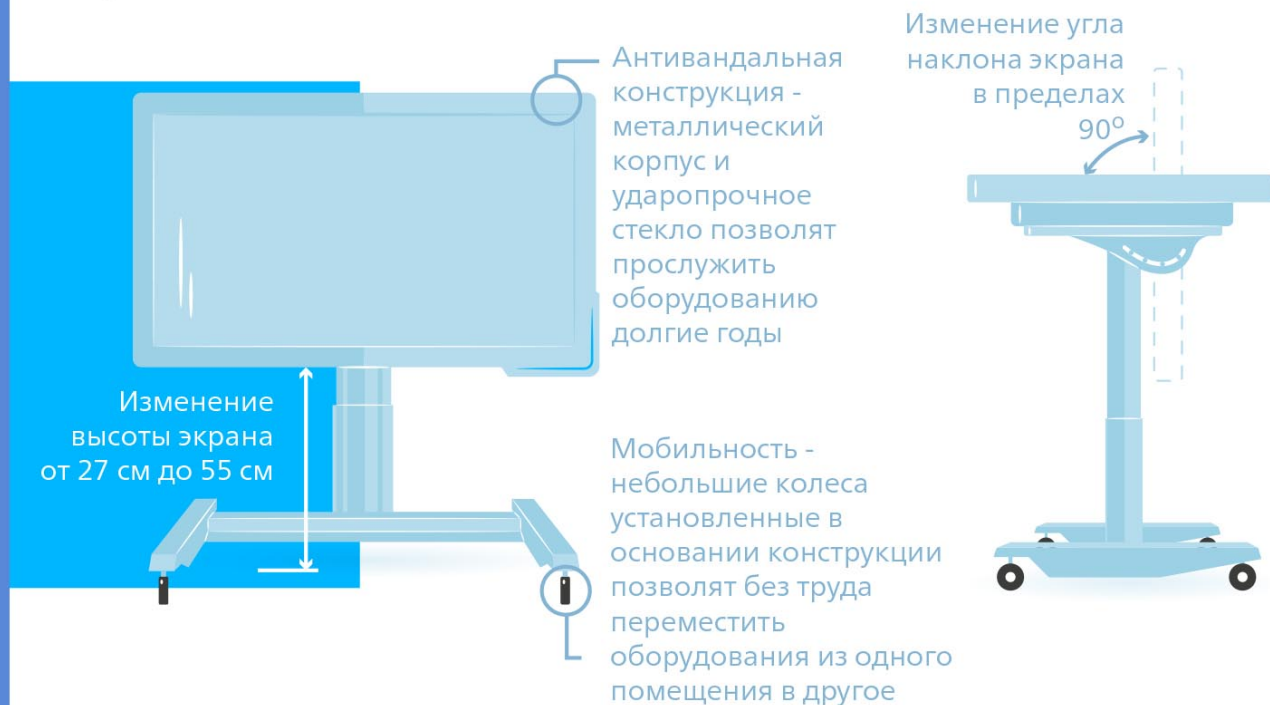 Антивандальная
конструкция -
металлический
корпус и
ударопрочное
стекло позволят
прослужить
оборудованию
долгие годы
Изменение угла
наклона экрана
в пределах
90°
Изменение
высоты экрана
от 27 см до 55 см
Мобильность -
небольшие колеса
установленные в
основании конструкции
позволят без труда
переместить
оборудования из одного
помещения в другое